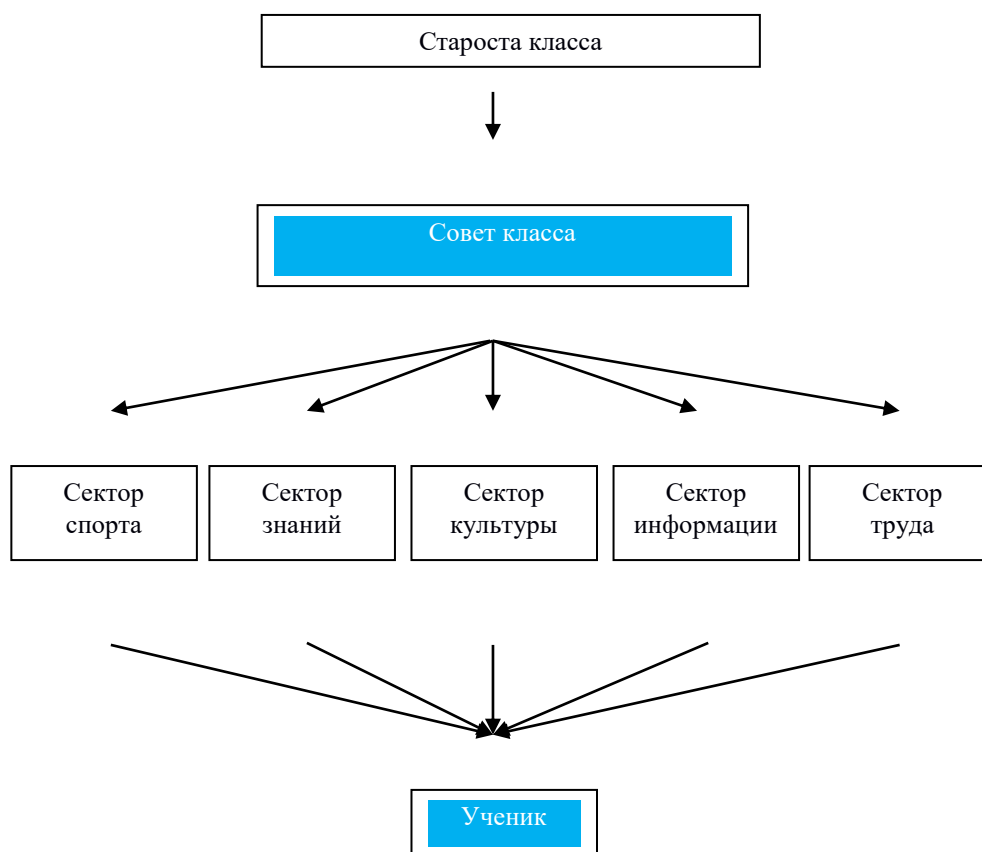 Староста класса
Совет класса
Сектор
спорта
Сектор
знаний
Сектор
культуры
Сектор
информации
Сектор
труда
Ученик